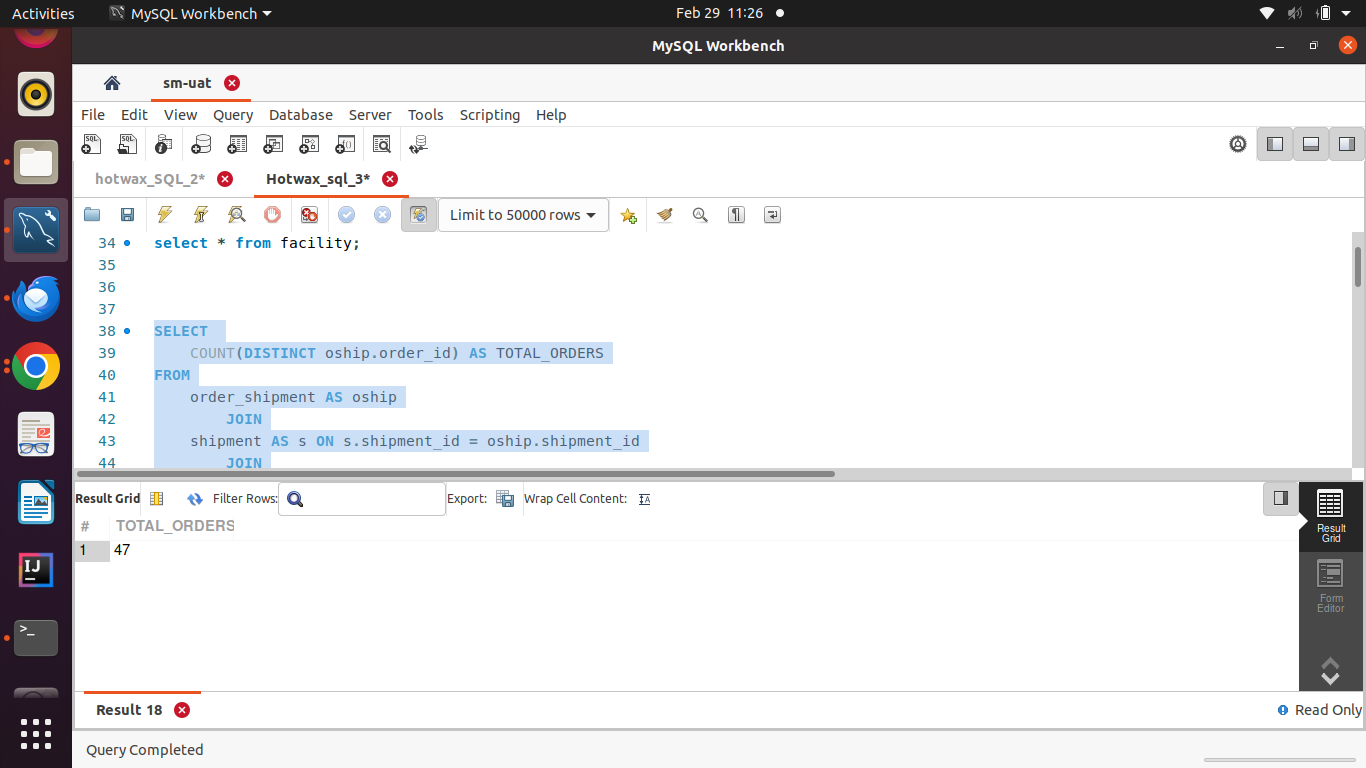 Activities MySQL Workbench Feb 29 11:26
MySQL Workbench
sm-uat
File Edit View Query Database Server Tools Scripting Help
hotwax_SQL_2* Hotwax_sql_3*
Limit to 50000 rows
34 select * from facility;
35
36
37
38 SELECT
39 COUNT(DISTINCT oship.order_id) AS TOTAL_ORDERS
40 FROM
41 order_shipment AS oship
42 JOIN
43 shipment AS s ON s.shipment_id = oship.shipment_id
44 JOIN
Result Grid Filter Rows: Export: Wrap Cell Content:
# TOTAL_ORDERS
1 47
Result
Grid
Form
Editor
Result 18 Read Only
Query Completed